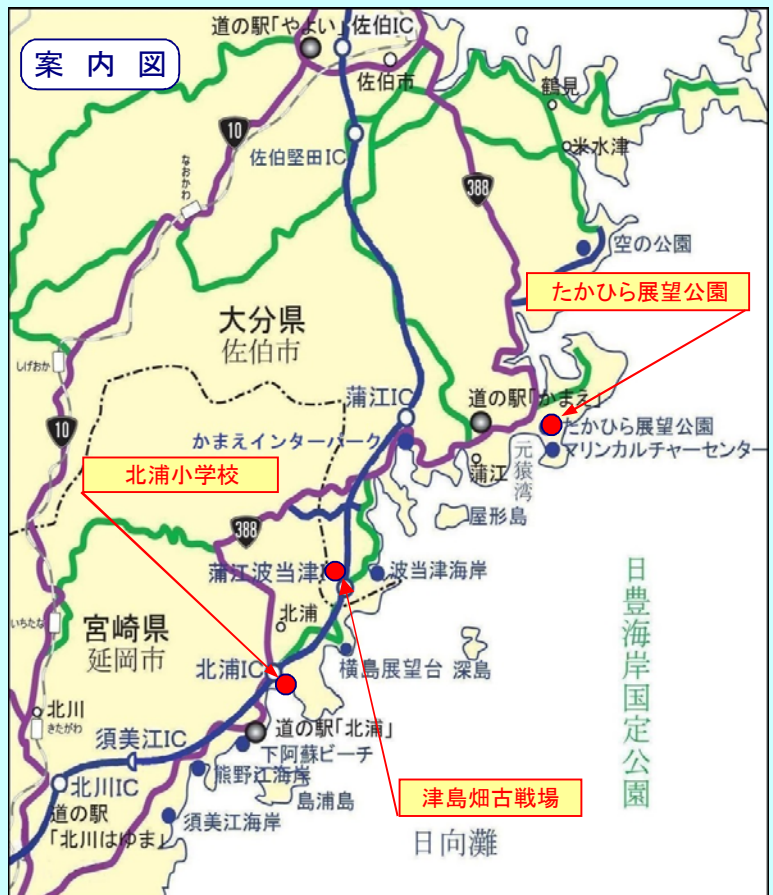 案内図
道の駅「やよい」
佐伯IC
佐伯市
鶴見
10
佐伯堅田IC
米水津
なおかわ
388
空の公園
たかひら展望公園
大分県
佐伯市
しげおか
蒲江IC
道の駅「かまえ」
10
かまえインターパーク
たかひら展望公園
マリンカルチャーセンター
蒲江
元猿湾
北浦小学校
屋形島
388
蒲江波当津I
波当津海岸
日豊海岸国定公園
北浦
いちたな
宮崎県
延岡市
北浦IC
横島展望台
深島
北川
きたがわ
道の駅「北浦」
須美江IC
下阿蘇ビーチ
熊野江海岸
北川IC
島浦島
津島畑古戦場
道の駅
「北川はゆま」
須美江海岸
日向灘